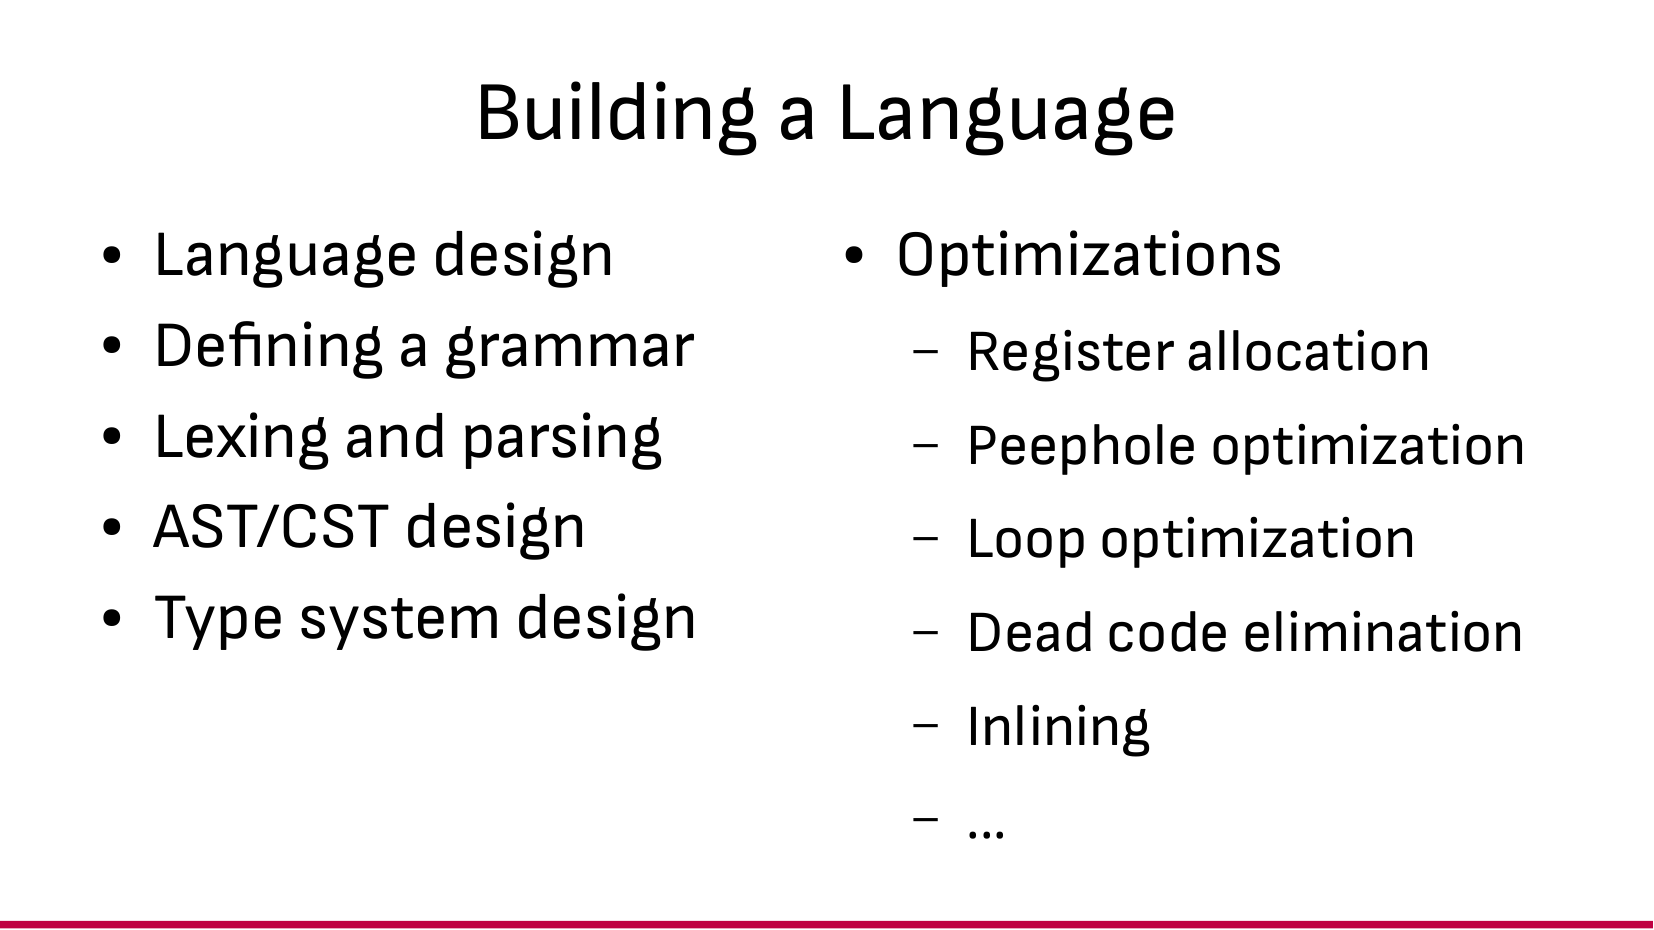 Building a Language
• Language design
• Defining a grammar
• Lexing and parsing
• AST/CST design
• Type system design
• Optimizations
– Register allocation
– Peephole optimization
– Loop optimization
– Dead code elimination
– Inlining
– ...